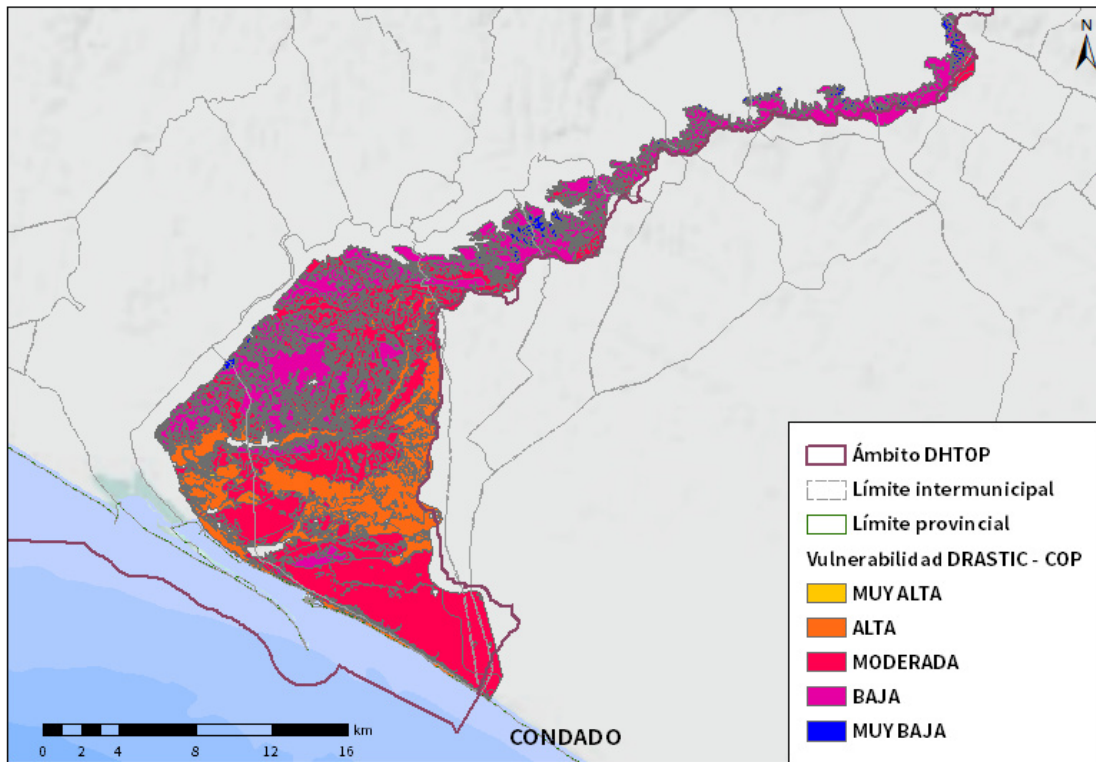 N
Ámbito DHTOP
Límite intermunicipal
Límite provincial
Vulnerabilidad DRASTIC - COP
MUY ALTA
ALTA
MODERADA
BAJA
MUY BAJA
km
0 2 4 8 12 16
CONDADO